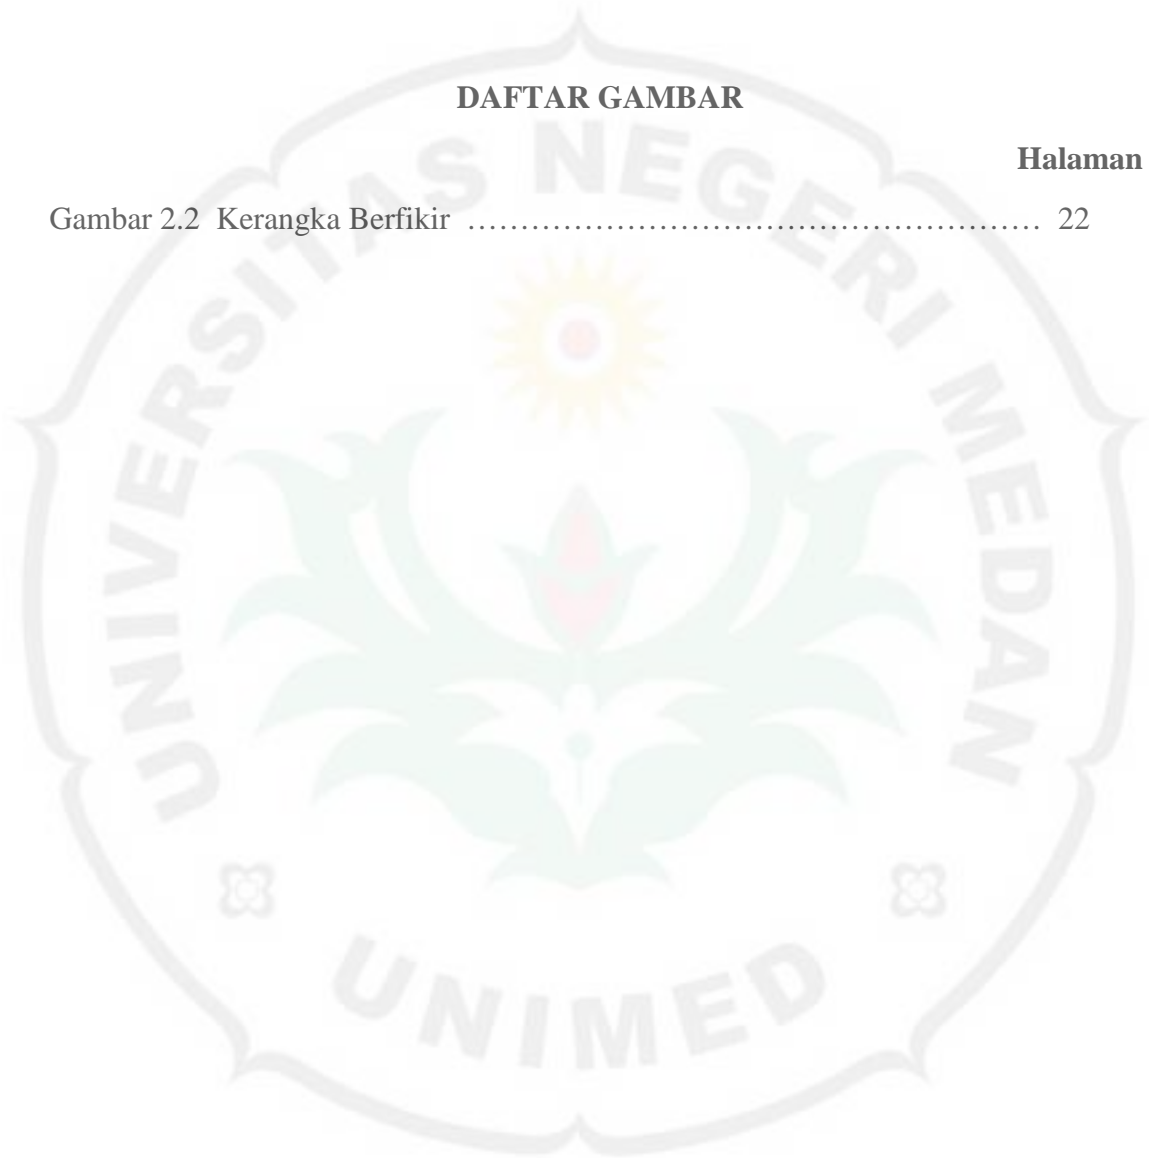 DAFTAR GAMBAR
Halaman
Gambar 2.2 Kerangka Berfikir ...................................................... 22
UNIVERSITAS NEGERI MEDAN
UNIMED